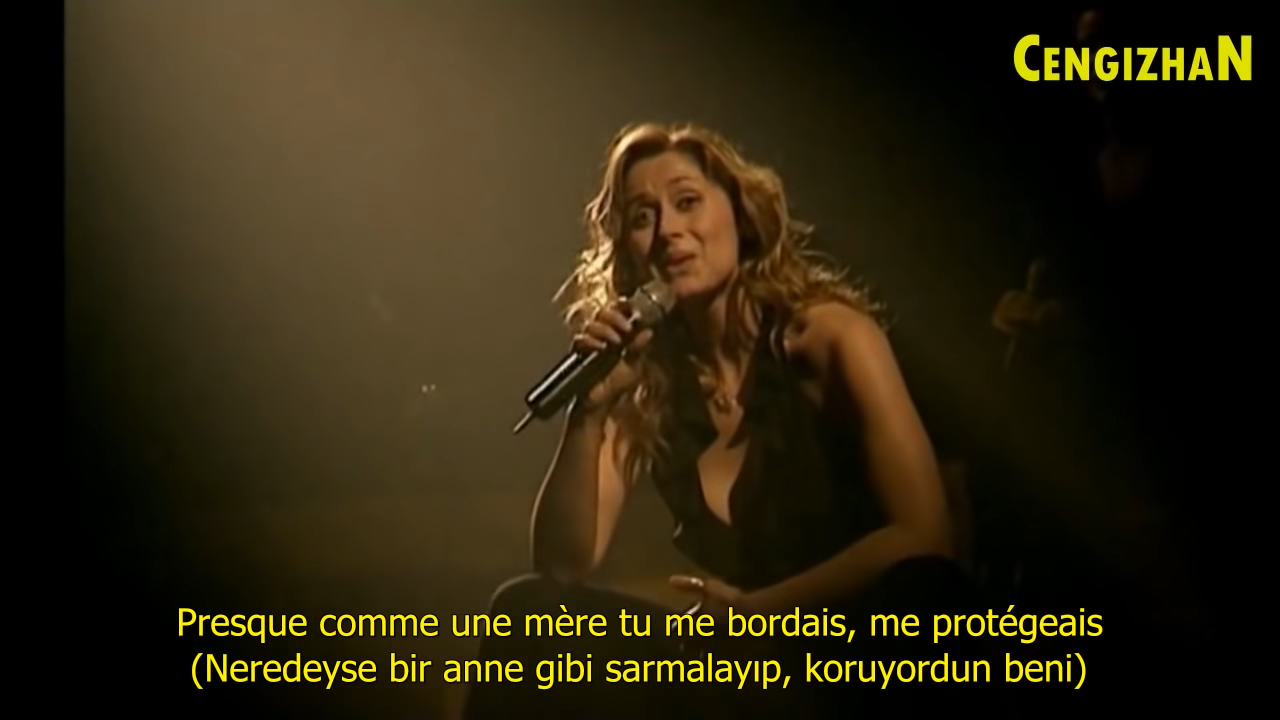 CENGIZHAN
Presque comme une mère tu me bordais, me protégeais
(Neredeyse bir anne gibi sarmalayıp, koruyordun beni)